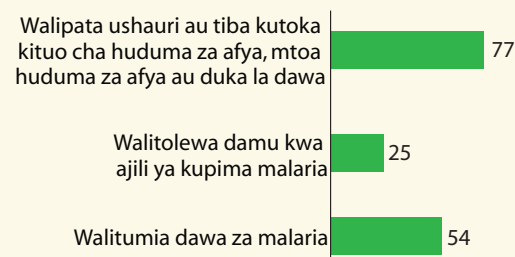 Walipata ushauri au tiba kutoka
kituo cha huduma za afya, mtoa
huduma za afya au duka la dawa
77
Walitolewa damu kwa
ajili ya kupima malaria
25
Walitumia dawa za malaria
54